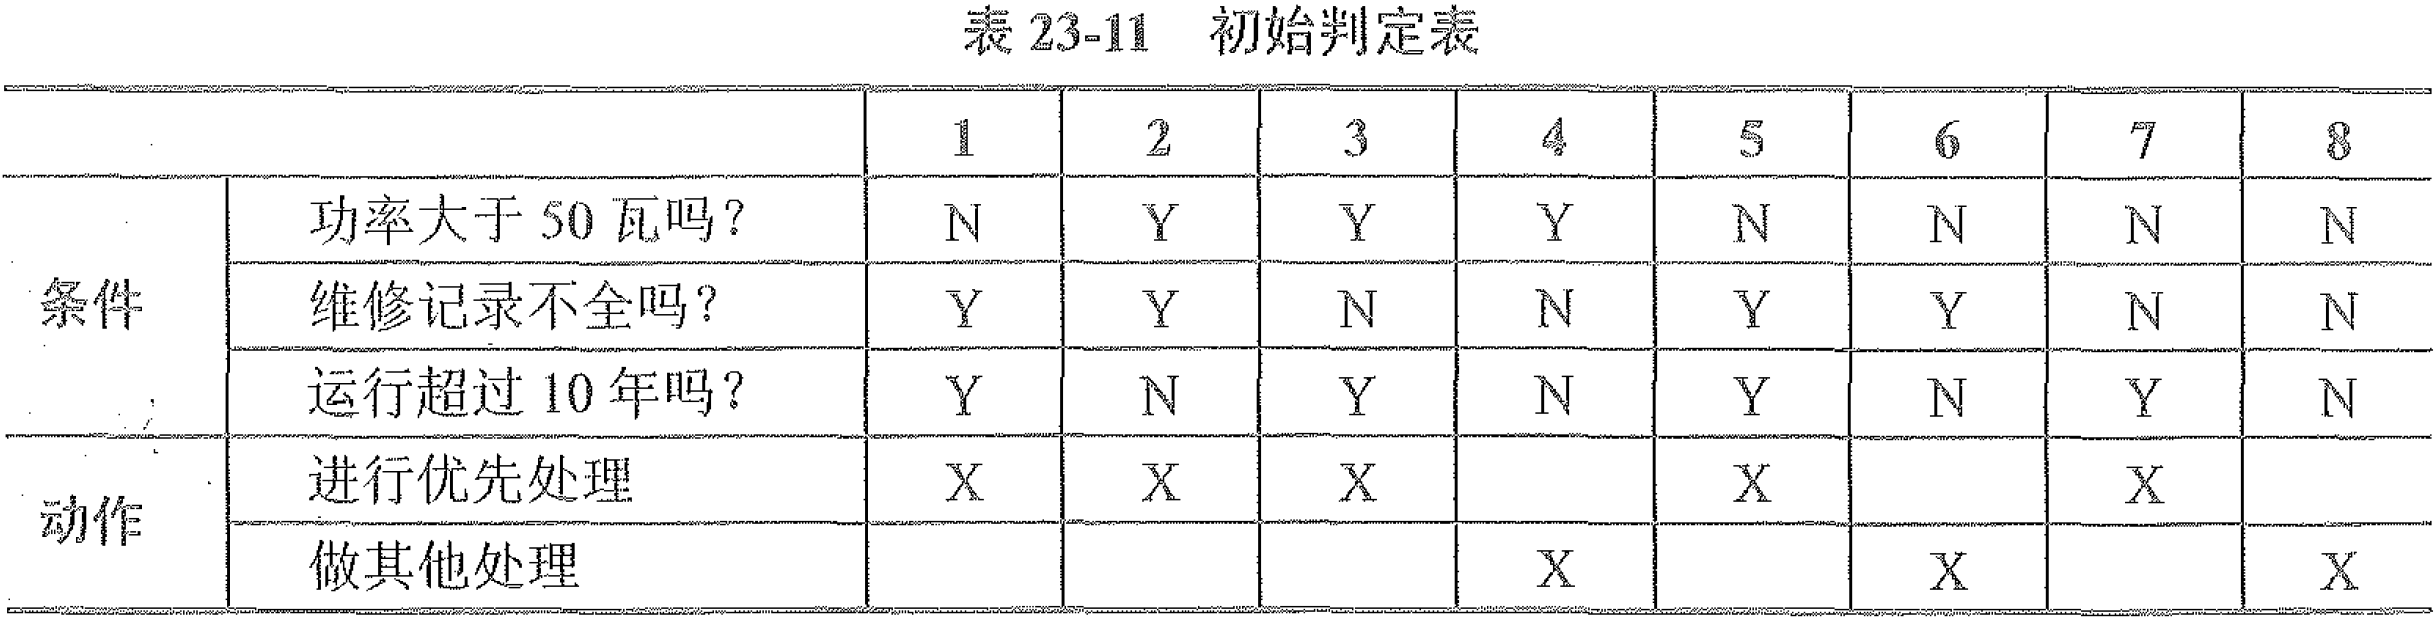 表 23-11 初始判定表
1 2 3 4 5 6 7 8
条件
功率大于 50 瓦吗? N Y Y Y N N N N
维修记录不全吗? Y Y N N Y Y N N
运行超过 10 年吗? Y N Y N Y N Y N
动作
进行优先处理 X X X X X
做其他处理 X X X